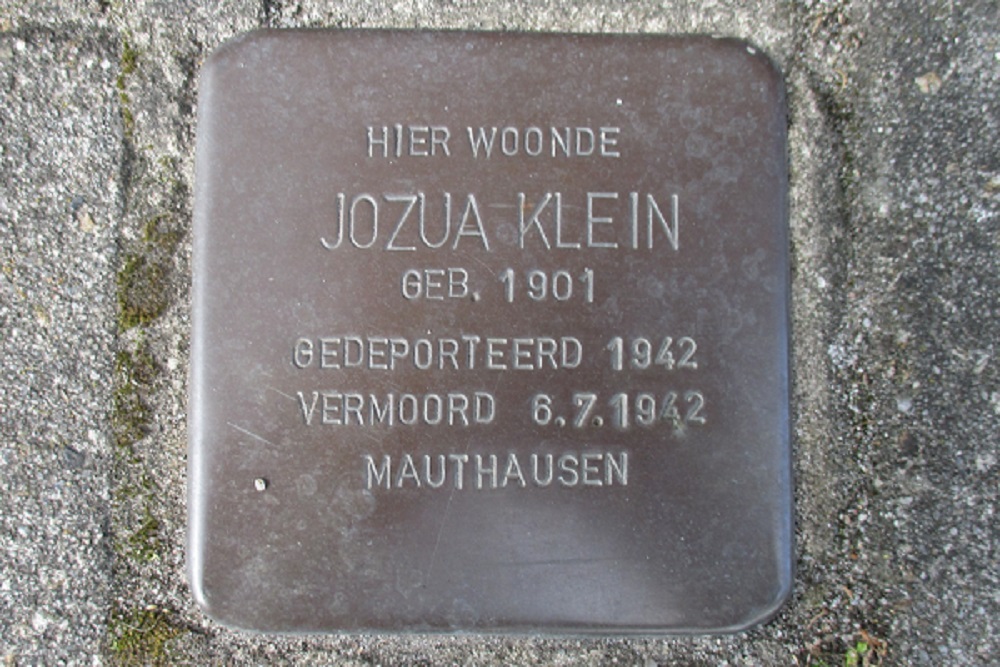 HIER WOONDE
JOZUA KLEIN
GEB. 1901
GEDEPORTEERD 1942
VERMOORD 6.7.1942
MAUTHAUSEN